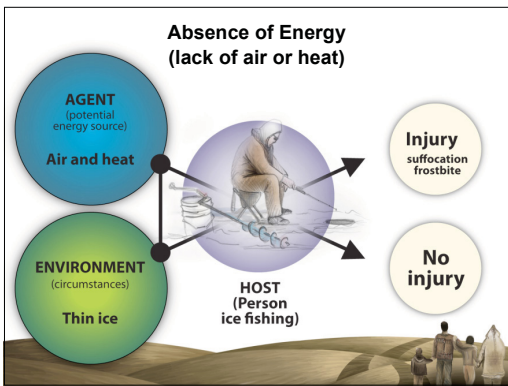 Absence of Energy
(lack of air or heat)
AGENT
(potential
energy source)
Air and heat
ENVIRONMENT
(circumstances)
Thin ice
HOST
(Person
ice fishing)
Injury
suffocation
frostbite
No
injury